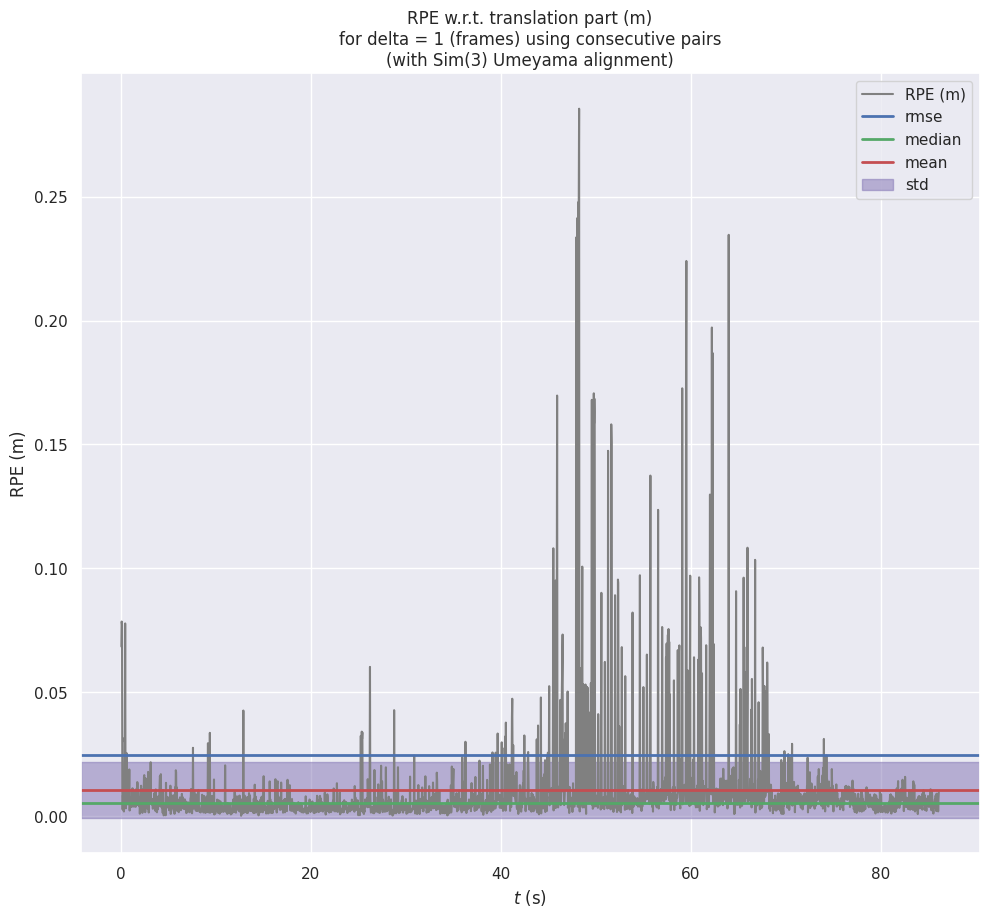 RPE w.r.t. translation part (m)
for delta = 1 (frames) using consecutive pairs
(with Sim(3) Umeyama alignment)
RPE (m)
rmse
median
mean
std
0.25
0.20
0.15
0.10
0.05
0.00
RPE (m)
0
20
40
60
80
t (s)